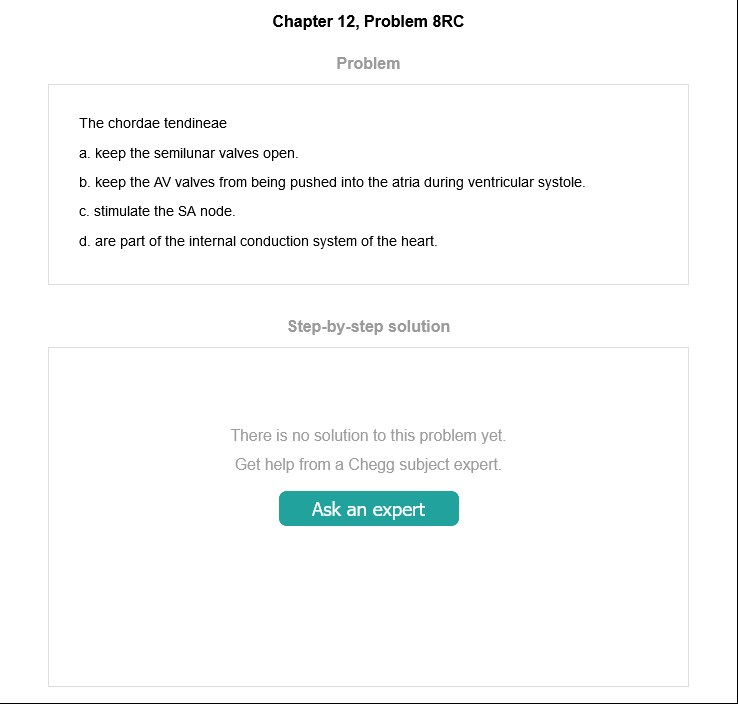 Chapter 12, Problem 8RC
Problem
The chordae tendineae
a. keep the semilunar valves open.
b. keep the AV valves from being pushed into the atria during ventricular systole.
c. stimulate the SA node.
d. are part of the internal conduction system of the heart.
Step-by-step solution
There is no solution to this problem yet.
Get help from a Chegg subject expert.
Ask an expert